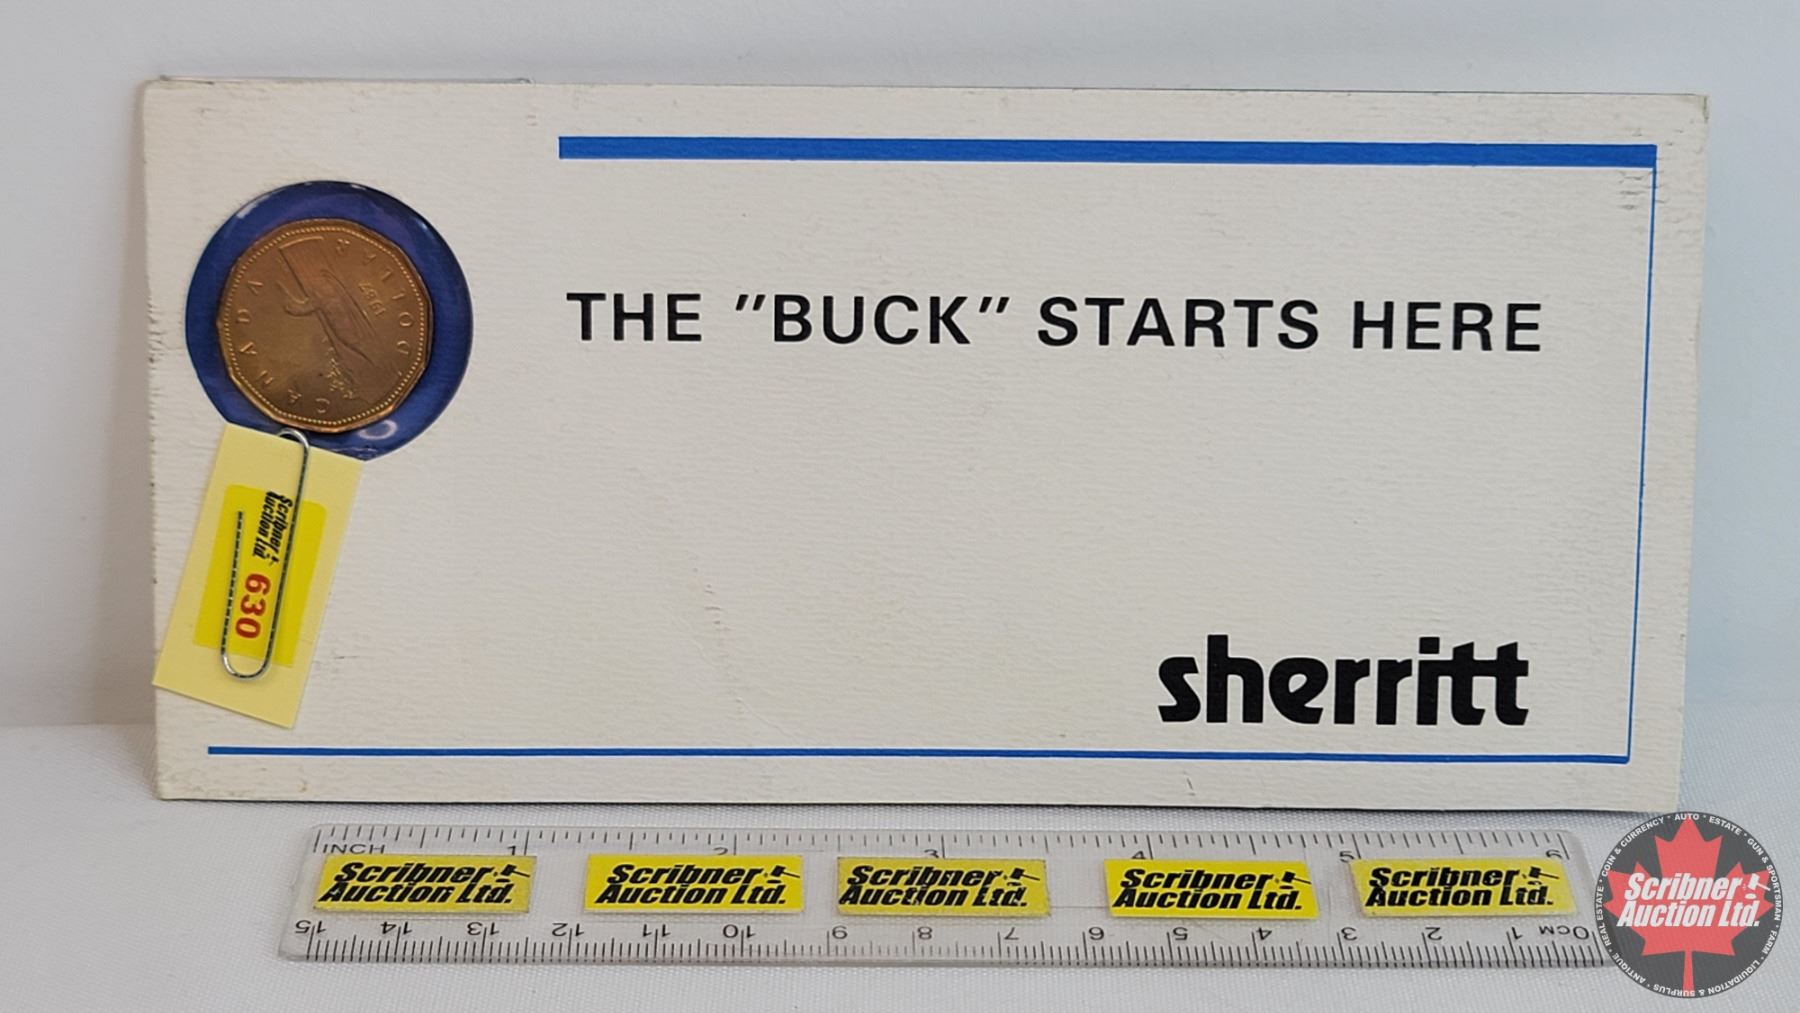 THE "BUCK" STARTS HERE
sherritt
CANADA
DOLLAR
1987
Scribner
Auction Ltd.
630
INCH 1 2 3 4 5 6
Scribner
Auction Ltd.
Scribner
Auction Ltd.
Scribner
Auction Ltd.
Scribner
Auction Ltd.
Scribner
Auction Ltd.
15 14 13 12 11 10 9 8 7 6 5 4 3 2 1 0CM
COIN & CURRENCY · AUTO · ESTATE · GUN & SPORTSMAN · FARM · LIQUIDATION & SURPLUS · ANTIQUE · REAL ESTATE ·
Scribner
Auction Ltd.